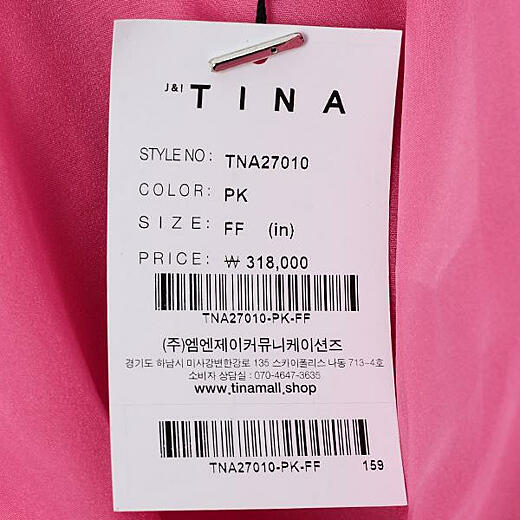 J&I TINA
STYLE NO : TNA27010
COLOR: PK
SIZE: FF (in)
PRICE: ₩ 318,000
TNA27010-PK-FF
(주)엠엔제이커뮤니케이션즈
경기도 하남시 미사강변한강로 135 스카이폴리스 나동 713-4호
소비자 상담실 : 070-4647-3635
www.tinamall.shop
TNA27010-PK-FF 159